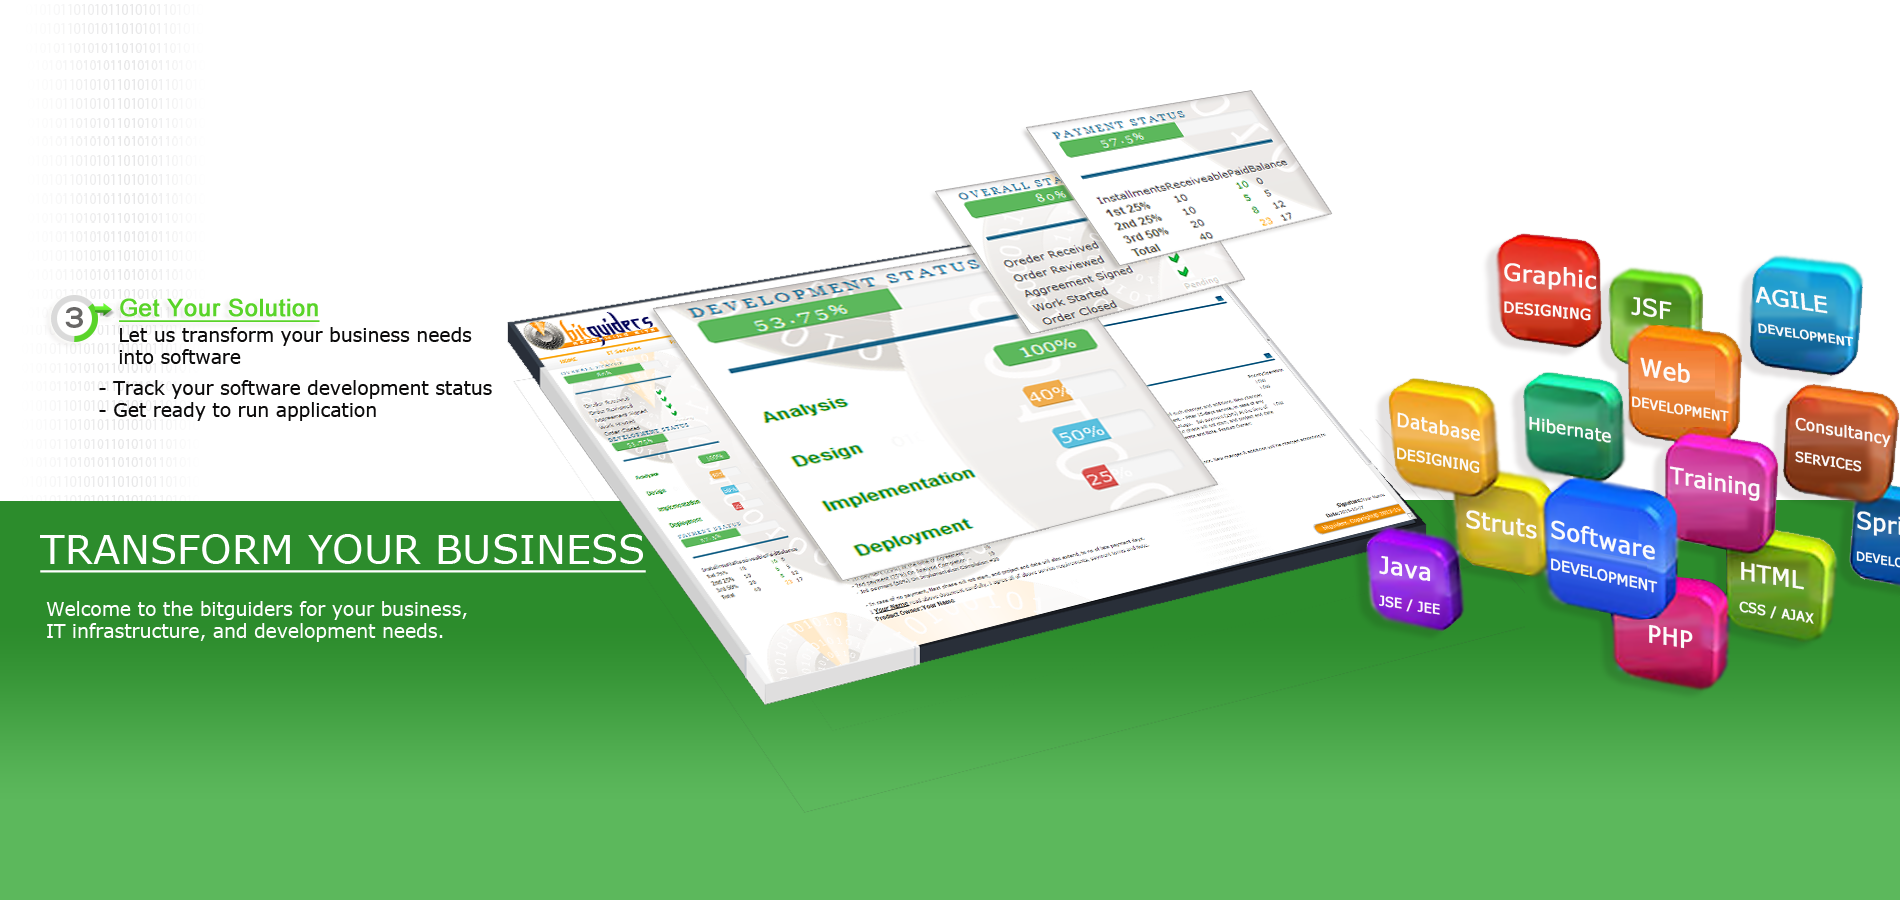 3
Get Your Solution
Let us transform your business needs
into software
- Track your software development status
- Get ready to run application
TRANSFORM YOUR BUSINESS
Welcome to the bitguiders for your business,
IT infrastructure, and development needs.
bitguiders
HOME
IT Services
DEVELOPMENT STATUS
53.75%
Analysis 100%
Design 40%
Implementation 50%
Deployment 25%
OVERALL STA
80%
Oreder Received
Order Reviewed
Aggreement Signed
Work Started
Order Closed
Pending
PAYMENT STATUS
57.5%
Installments Receiveable Paid Balance
1st 25% 10 10 0
2nd 25% 10 5 5
3rd 50% 20 8 12
Total 40 23 17
Graphic
DESIGNING
JSF
AGILE
DEVELOPMENT
Web
DEVELOPMENT
Database
DESIGNING
Hibernate
Consultancy
SERVICES
Training
Struts
Software
DEVELOPMENT
Spri
DEVELO
Java
JSE / JEE
HTML
CSS / AJAX
PHP